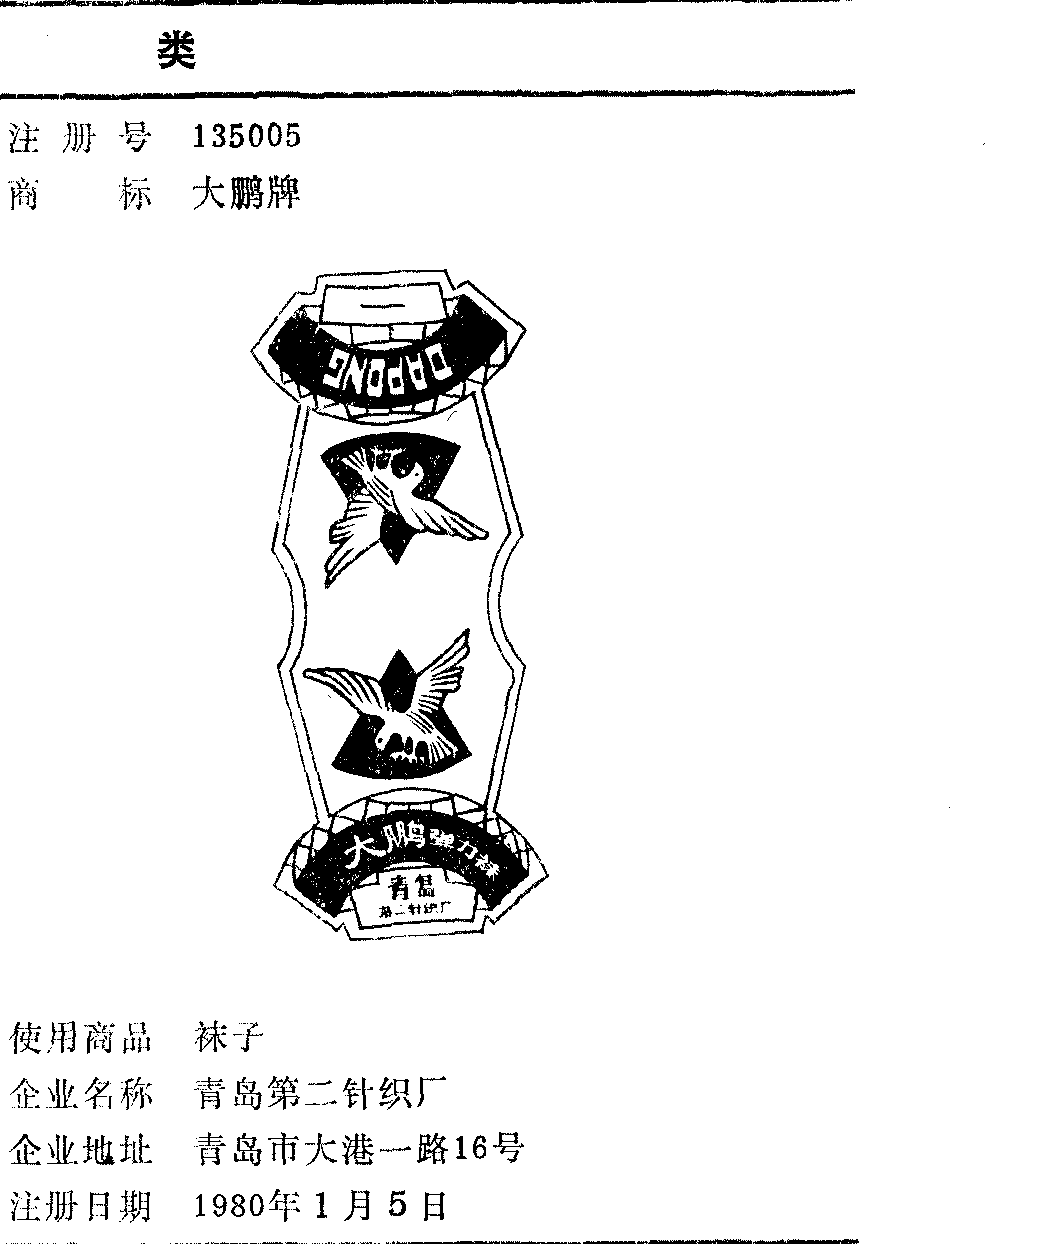 类
注册号 135005
商标 大鹏牌
DAPONG
大鹏弹力袜
青岛
第二针织厂
使用商品 袜子
企业名称 青岛第二针织厂
企业地址 青岛市大港一路16号
注册日期 1980年1月5日